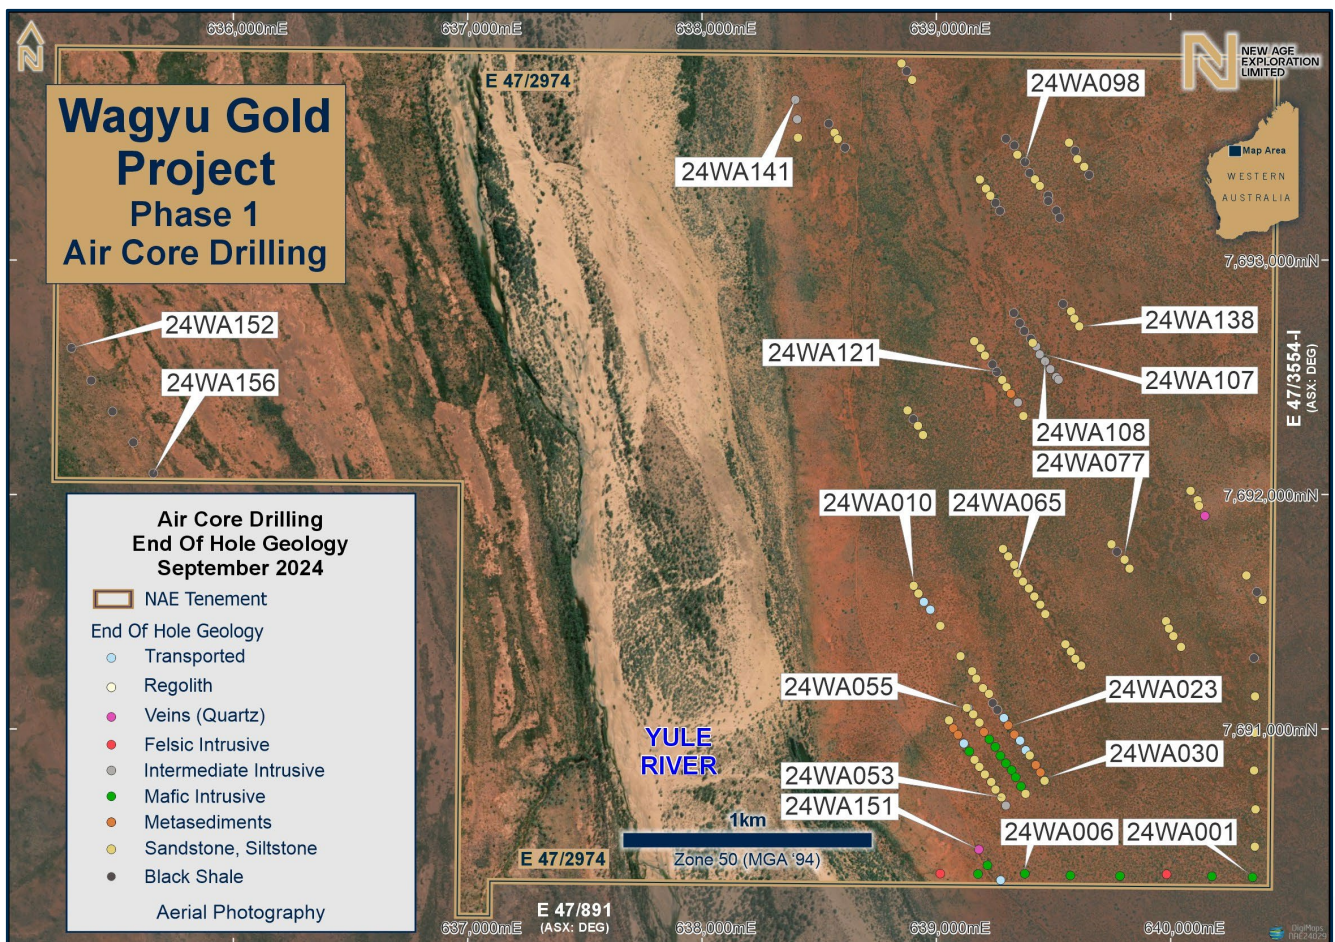 636,000mE
637,000mE
638,000mE
639,000mE
N
E 47/2974
NEW AGE
EXPLORATION
LIMITED
Wagyu Gold
Project
Phase 1
Air Core Drilling
24WA098
24WA141
Map Area
WESTERN
AUSTRALIA
7,693,000mN
24WA152
24WA138
24WA121
24WA107
24WA156
E 47/3554-I
(ASX: DEG)
24WA108
24WA077
7,692,000mN
24WA010
24WA065
Air Core Drilling
End Of Hole Geology
September 2024
NAE Tenement
End Of Hole Geology
Transported
Regolith
Veins (Quartz)
Felsic Intrusive
Intermediate Intrusive
Mafic Intrusive
Metasediments
Sandstone, Siltstone
Black Shale
Aerial Photography
24WA055
24WA023
YULE
RIVER
7,691,000mN
24WA030
24WA053
24WA151
1km
24WA006
24WA001
Zone 50 (MGA '94)
E 47/2974
E 47/891
(ASX: DEG)
637,000mE
638,000mE
639,000mE
640,000mE
DigiMaps
NAE24029